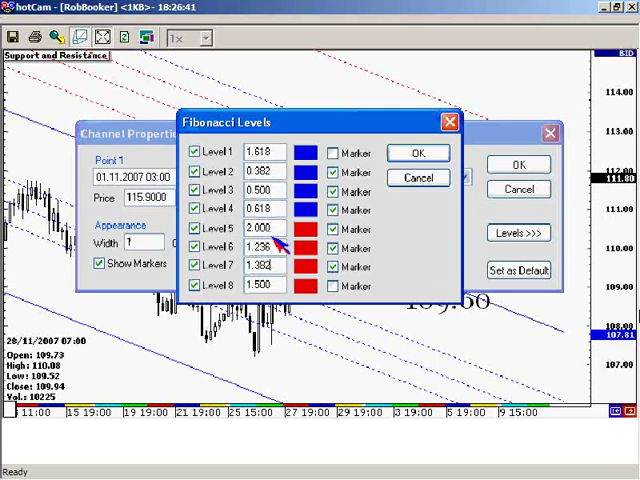 hotCam - [RobBooker] <1KB> - 18:26:41
1x
Support and Resistance
BID
114.00
113.00
112.00
111.80
110.00
109.00
108.00
107.81
107.00
Channel Properti
Point 1
01.11.2007 03:00
Price 115.9000
Appearance
Width 1
Show Markers
OK
Cancel
Levels >>>
Set as Default
Fibonacci Levels
Level 1 1.618 Marker
Level 2 0.382 Marker
Level 3 0.500 Marker
Level 4 0.618 Marker
Level 5 2.000 Marker
Level 6 1.236 Marker
Level 7 1.382 Marker
Level 8 1.500 Marker
OK
Cancel
109.60
28/11/2007 07:00
Open: 109.73
High: 110.08
Low: 109.52
Close: 109.94
Vol.: 10225
11:00 15 19:00 19 19:00 21 19:00 25 19:00 27 19:00 29 19:00 3 19:00 5 19:00 9 15:00
Ready